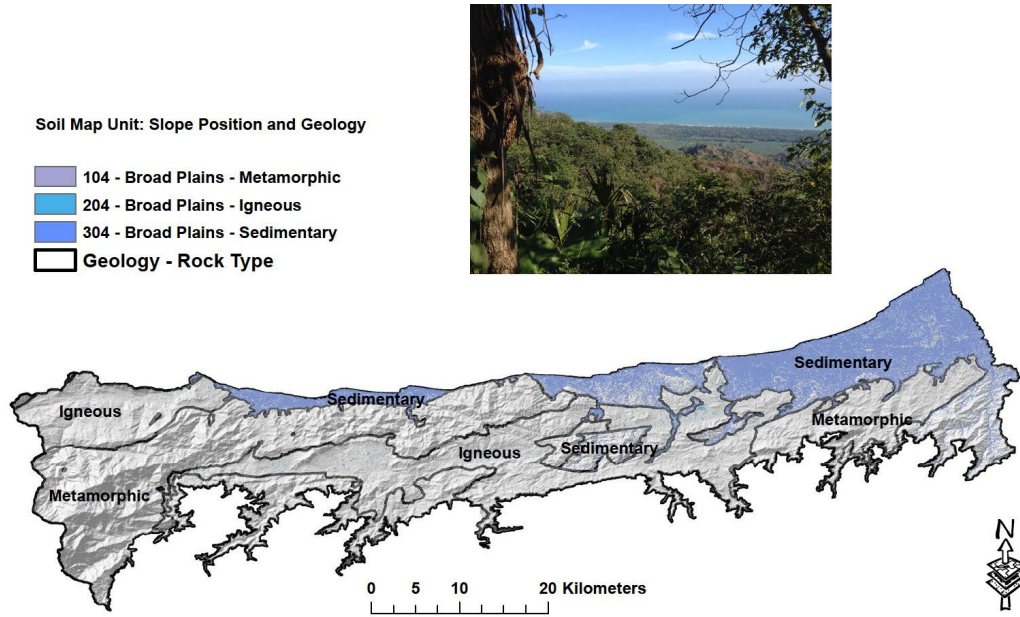 Soil Map Unit: Slope Position and Geology
104 - Broad Plains - Metamorphic
204 - Broad Plains - Igneous
304 - Broad Plains - Sedimentary
Geology - Rock Type
Sedimentary
Igneous
Sedimentary
Metamorphic
Igneous
Sedimentary
Metamorphic
N
0 5 10 20 Kilometers